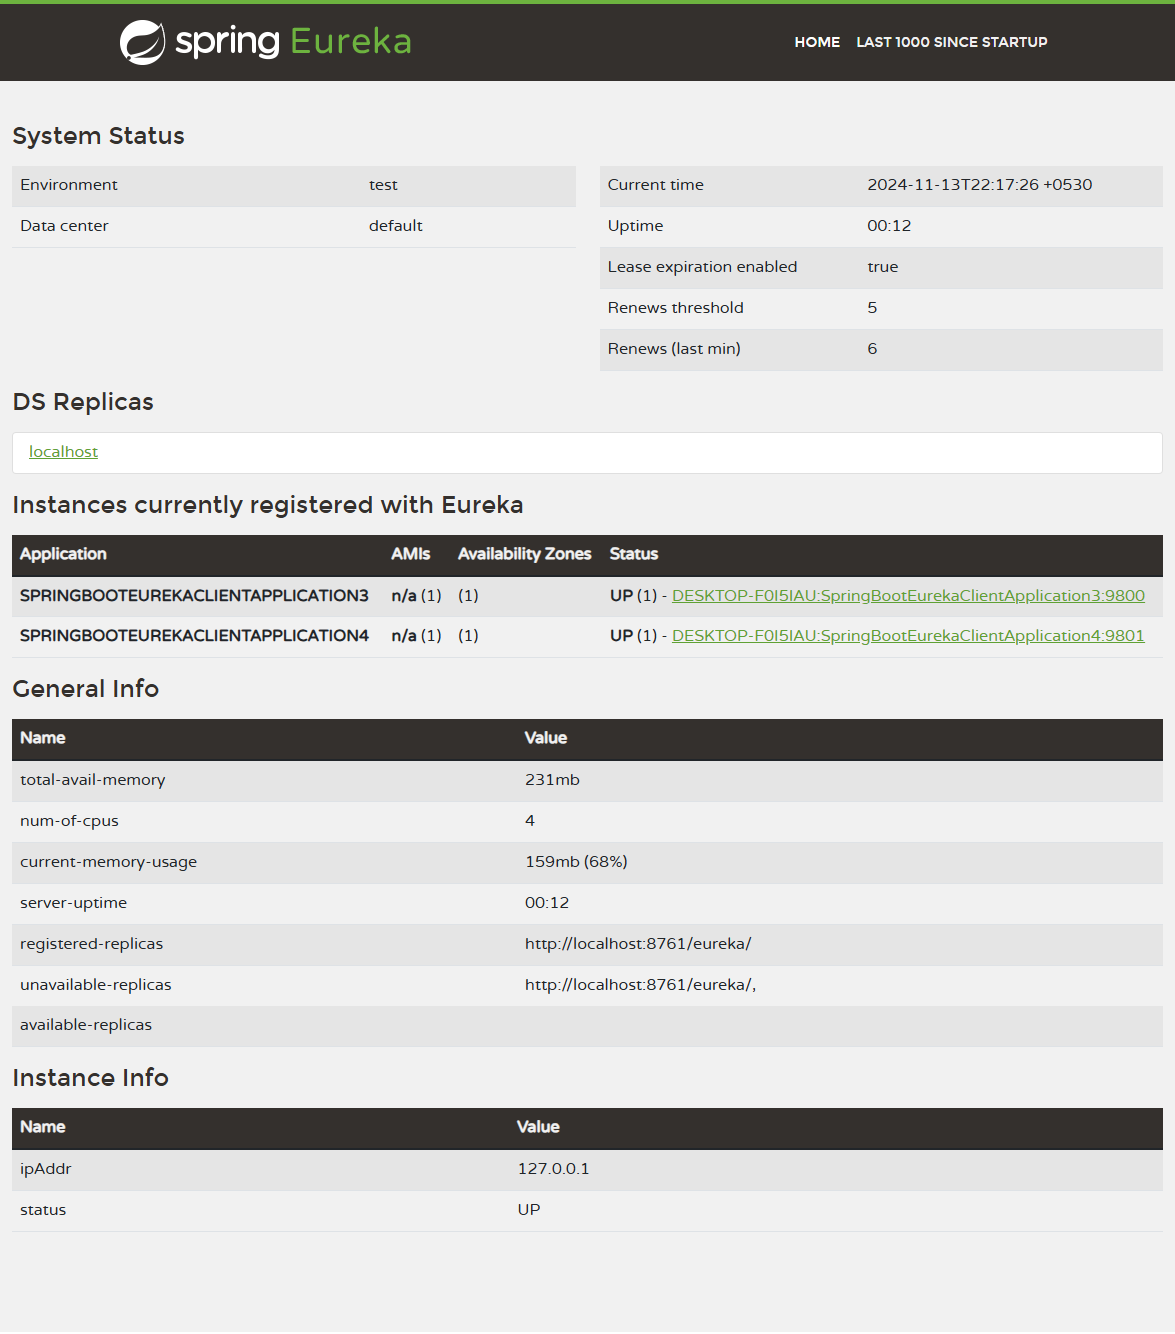 spring Eureka
HOME LAST 1000 SINCE STARTUP
System Status
Environment test
Data center default
Current time 2024-11-13T22:17:26 +0530
Uptime 00:12
Lease expiration enabled true
Renews threshold 5
Renews (last min) 6
DS Replicas
localhost
Instances currently registered with Eureka
Application AMIs Availability Zones Status
SPRINGBOOTEUREKACLIENTAPPLICATION3 n/a (1) (1) UP (1) - DESKTOP-F0I5IAU:SpringBootEurekaClientApplication3:9800
SPRINGBOOTEUREKACLIENTAPPLICATION4 n/a (1) (1) UP (1) - DESKTOP-F0I5IAU:SpringBootEurekaClientApplication4:9801
General Info
Name Value
total-avail-memory 231mb
num-of-cpus 4
current-memory-usage 159mb (68%)
server-uptime 00:12
registered-replicas http://localhost:8761/eureka/
unavailable-replicas http://localhost:8761/eureka/,
available-replicas
Instance Info
Name Value
ipAddr 127.0.0.1
status UP